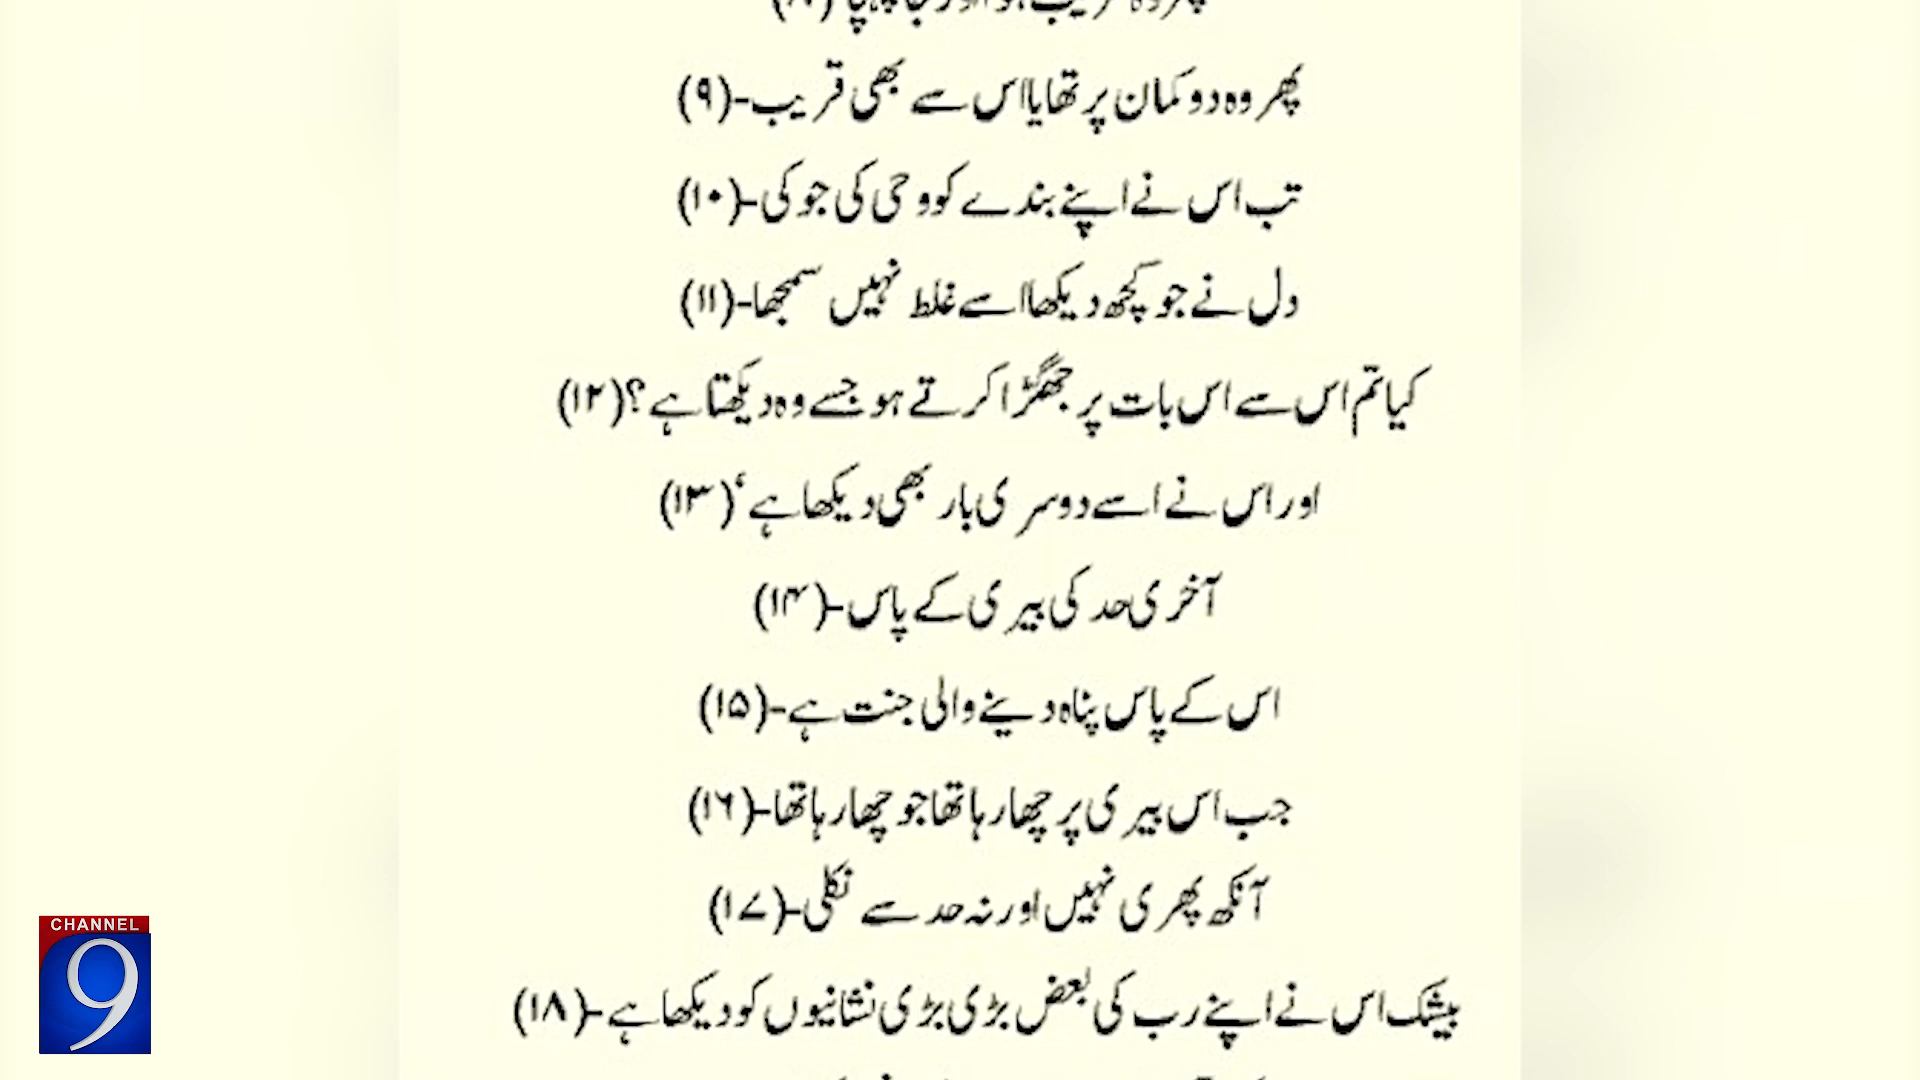 پھر وہ دو کمان پر تھا یا اس سے بھی قریب-(۹)
تب اس نے اپنے بندے کو وحی کی جو کی-(۱۰)
دل نے جو کچھ دیکھا اسے غلط نہیں سمجھا-(۱۱)
کیا تم اس سے اس بات پر جھگڑا کرتے ہو جسے وہ دیکھتا ہے؟(۱۲)
اور اس نے اسے دوسری بار بھی دیکھا ہے‘(۱۳)
آخری حد کی بیری کے پاس-(۱۴)
اس کے پاس پناہ دینے والی جنت ہے-(۱۵)
جب اس بیری پر چھا رہا تھا جو چھا رہا تھا-(۱۶)
آنکھ پھری نہیں اور نہ حد سے نکلی-(۱۷)
بیشک اس نے اپنے رب کی بعض بڑی بڑی نشانیوں کو دیکھا ہے-(۱۸)
CHANNEL
9